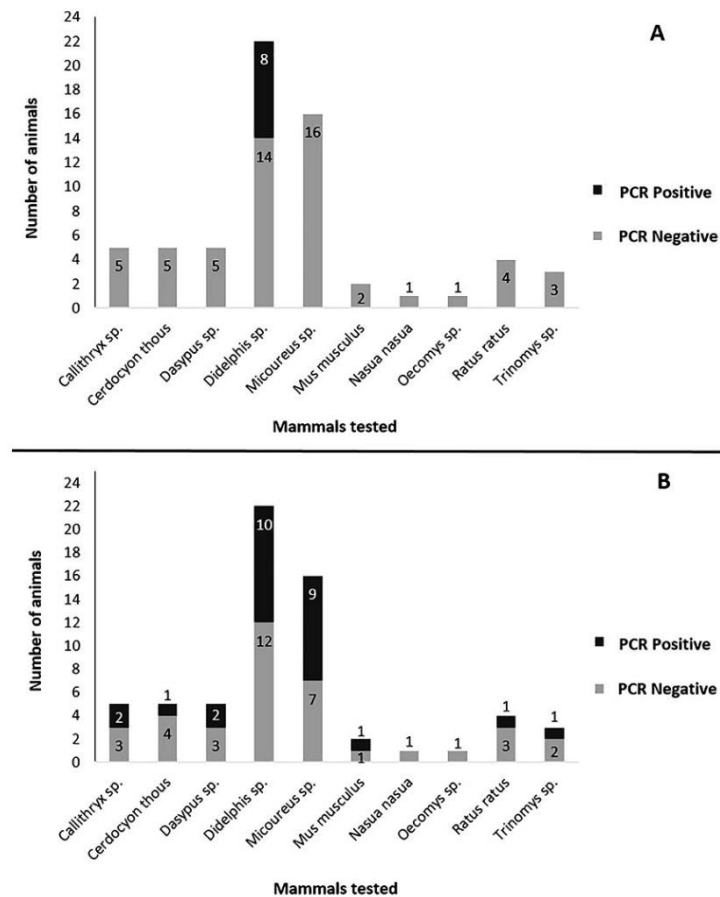 A
Number of animals
24
22
20
18
16
14
12
10
8
6
4
2
0
5
5
5
8
14
16
2
1
1
4
3
PCR Positive
PCR Negative
Callithryx sp.
Cerdocyon thous
Dasypus sp.
Didelphis sp.
Micoureus sp.
Mus musculus
Nasua nasua
Oecomys sp.
Ratus ratus
Trinomys sp.
Mammals tested
B
Number of animals
24
22
20
18
16
14
12
10
8
6
4
2
0
2
3
1
4
2
3
10
12
9
7
1
1
1
1
1
3
1
2
PCR Positive
PCR Negative
Callithryx sp.
Cerdocyon thous
Dasypus sp.
Didelphis sp.
Micoureus sp.
Mus musculus
Nasua nasua
Oecomys sp.
Ratus ratus
Trinomys sp.
Mammals tested